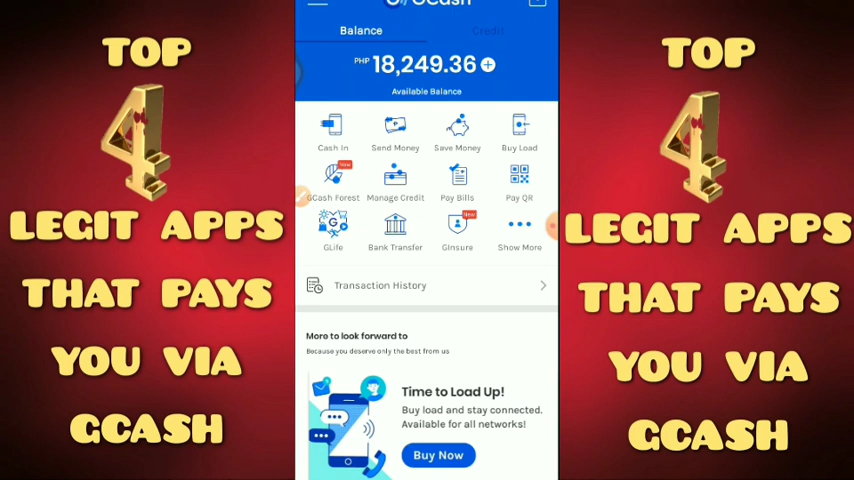 TOP
4
LEGIT APPS
THAT PAYS
YOU VIA
GCASH
GCash
Balance
Credit
PHP 18,249.36
Available Balance
Cash In
Send Money
Save Money
Buy Load
New
GCash Forest
Manage Credit
Pay Bills
Pay QR
New
GLife
Bank Transfer
GInsure
Show More
Transaction History
More to look forward to
Because you deserve only the best from us
Time to Load Up!
Buy load and stay connected.
Available for all networks!
Buy Now
TOP
4
LEGIT APPS
THAT PAYS
YOU VIA
GCASH